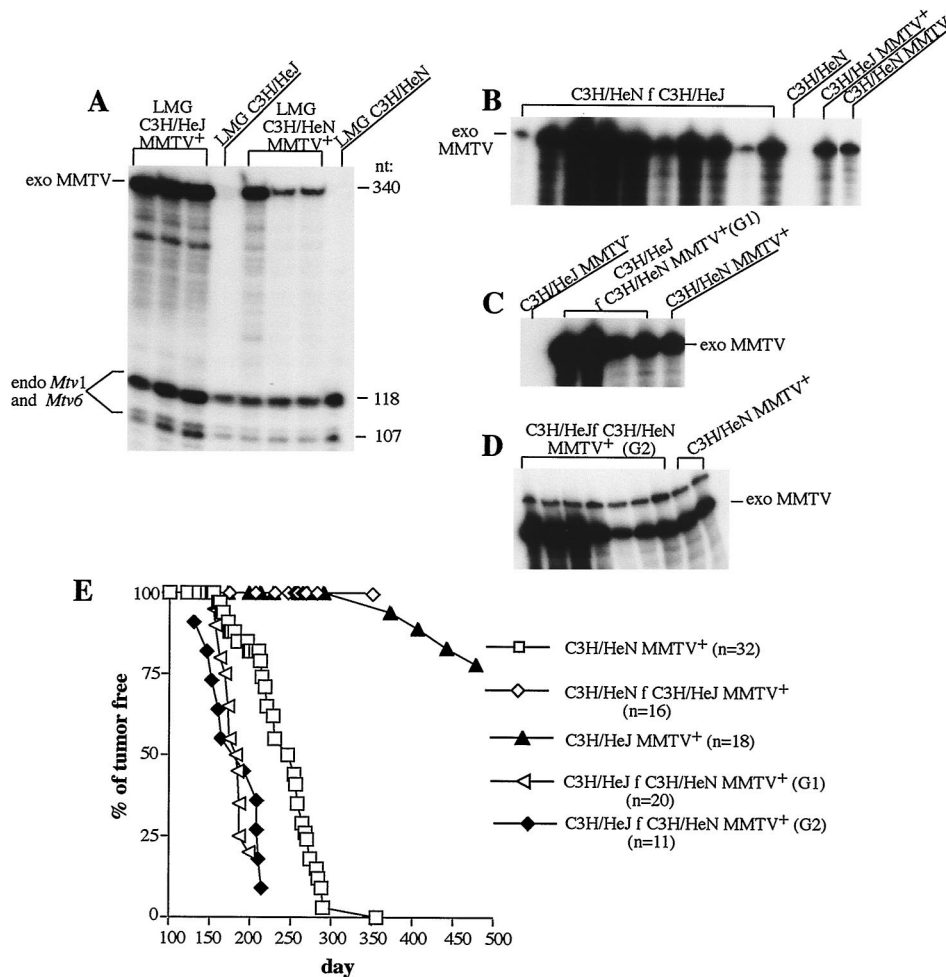 A
LMG
C3H/HeJ
MMTV+
LMG C3H/HeJ
LMG
C3H/HeN
MMTV+
LMG C3H/HeN
nt:
exo MMTV
340
endo Mtv1
and Mtv6
118
107
B
C3H/HeN f C3H/HeJ
C3H/HeN
C3H/HeJ MMTV+
C3H/HeN MMTV
exo
MMTV
C
C3H/HeJ MMTV-
C3H/HeJ
f C3H/HeN MMTV+(G1)
C3H/HeN MMTV+
exo MMTV
D
C3H/HeJf C3H/HeN
MMTV+ (G2)
C3H/HeN MMTV+
exo MMTV
E
% of tumor free
100
75
50
25
0
100 150 200 250 300 350 400 450 500
day
C3H/HeN MMTV+ (n=32)
C3H/HeN f C3H/HeJ MMTV+
(n=16)
C3H/HeJ MMTV+ (n=18)
C3H/HeJ f C3H/HeN MMTV+ (G1)
(n=20)
C3H/HeJ f C3H/HeN MMTV+ (G2)
(n=11)